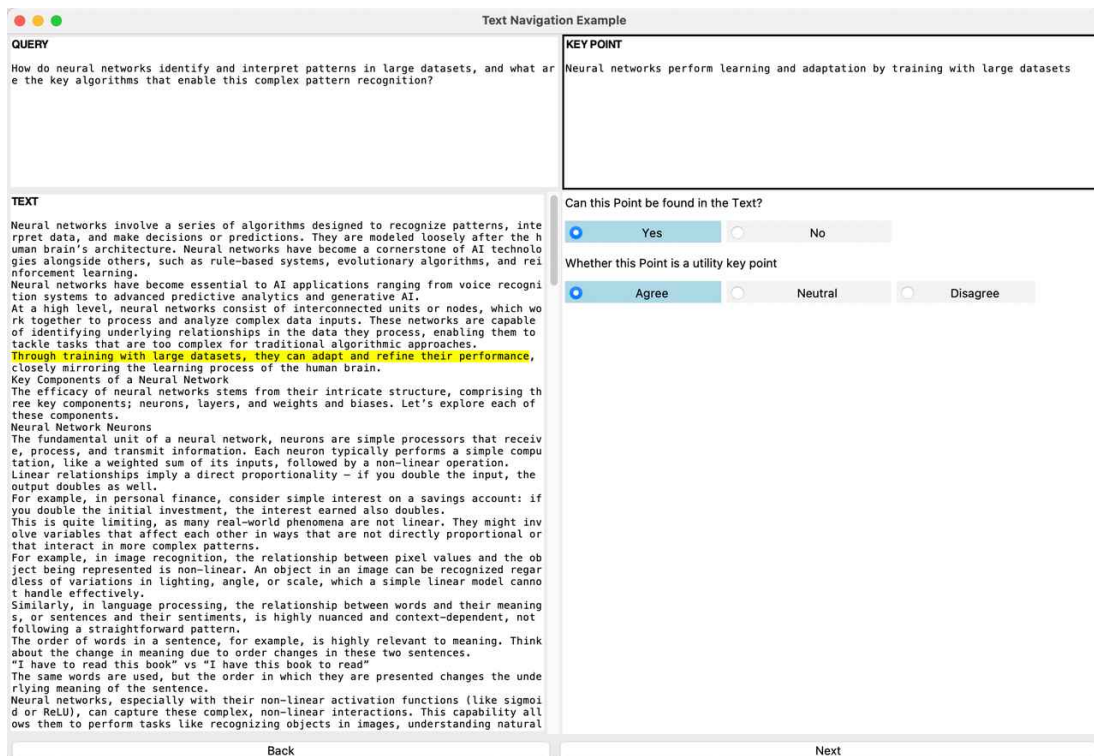 Text Navigation Example
QUERY
How do neural networks identify and interpret patterns in large datasets, and what ar
e the key algorithms that enable this complex pattern recognition?
KEY POINT
Neural networks perform learning and adaptation by training with large datasets
TEXT
Neural networks involve a series of algorithms designed to recognize patterns, inte
rpret data, and make decisions or predictions. They are modeled loosely after the h
uman brain's architecture. Neural networks have become a cornerstone of AI technolo
gies alongside others, such as rule-based systems, evolutionary algorithms, and rei
nforcement learning.
Neural networks have become essential to AI applications ranging from voice recogni
tion systems to advanced predictive analytics and generative AI.
At a high level, neural networks consist of interconnected units or nodes, which wo
rk together to process and analyze complex data inputs. These networks are capable
of identifying underlying relationships in the data they process, enabling them to
tackle tasks that are too complex for traditional algorithmic approaches.
Through training with large datasets, they can adapt and refine their performance,
closely mirroring the learning process of the human brain.
Key Components of a Neural Network
The efficacy of neural networks stems from their intricate structure, comprising th
ree key components; neurons, layers, and weights and biases. Let's explore each of
these components.
Neural Network Neurons
The fundamental unit of a neural network, neurons are simple processors that receiv
e, process, and transmit information. Each neuron typically performs a simple compu
tation, like a weighted sum of its inputs, followed by a non-linear operation.
Linear relationships imply a direct proportionality – if you double the input, the
output doubles as well.
For example, in personal finance, consider simple interest on a savings account: if
you double the initial investment, the interest earned also doubles.
This is quite limiting, as many real-world phenomena are not linear. They might inv
olve variables that affect each other in ways that are not directly proportional or
that interact in more complex patterns.
For example, in image recognition, the relationship between pixel values and the ob
ject being represented is non-linear. An object in an image can be recognized regar
dless of variations in lighting, angle, or scale, which a simple linear model canno
t handle effectively.
Similarly, in language processing, the relationship between words and their meaning
s, or sentences and their sentiments, is highly nuanced and context-dependent, not
following a straightforward pattern.
The order of words in a sentence, for example, is highly relevant to meaning. Think
about the change in meaning due to order changes in these two sentences.
"I have to read this book" vs "I have this book to read"
The same words are used, but the order in which they are presented changes the unde
rlying meaning of the sentence.
Neural networks, especially with their non-linear activation functions (like sigmoi
d or ReLU), can capture these complex, non-linear interactions. This capability all
ows them to perform tasks like recognizing objects in images, understanding natural
Can this Point be found in the Text?
Yes No
Whether this Point is a utility key point
Agree Neutral Disagree
Back Next